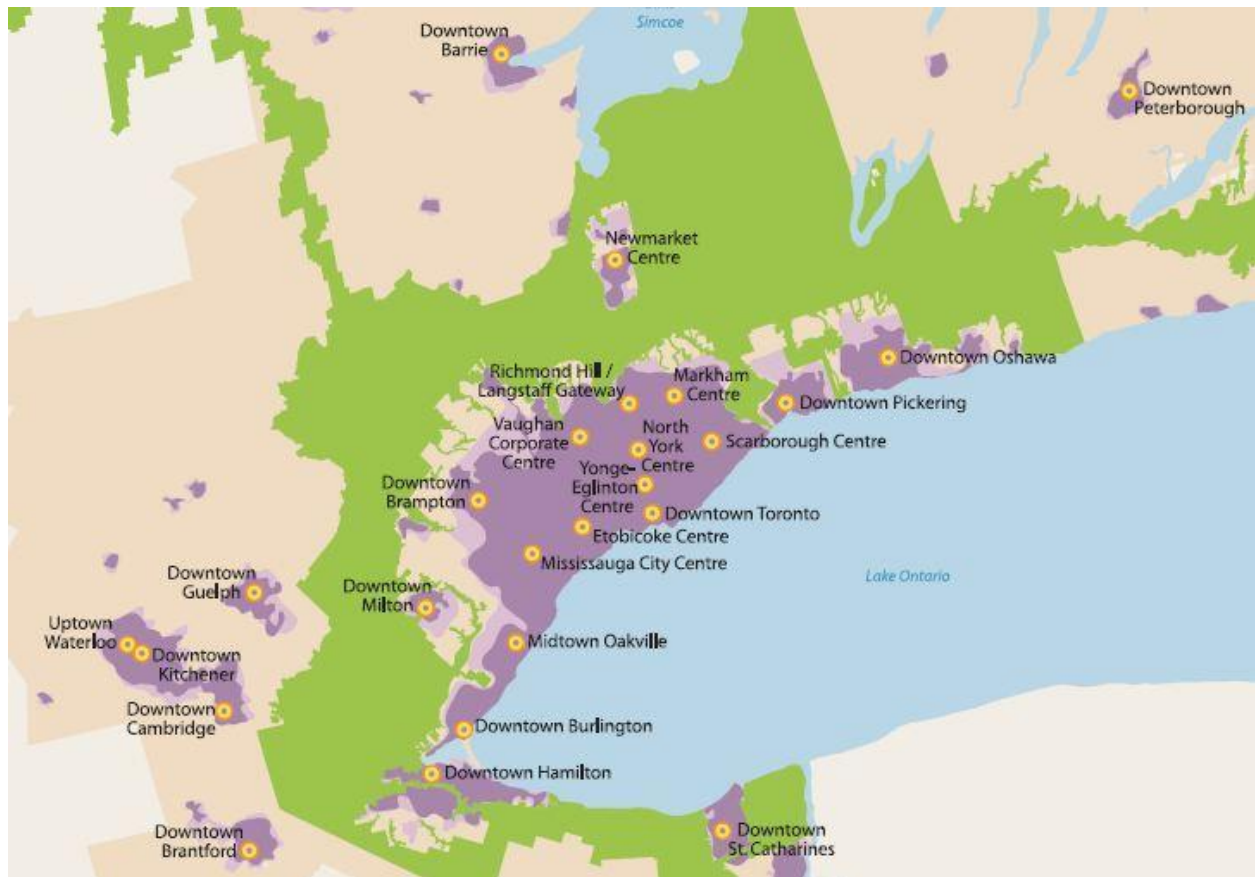 Simcoe
Downtown
Barrie
Downtown
Peterborough
Newmarket
Centre
Downtown Oshawa
Richmond Hill /
Langstaff Gateway
Markham
Centre
Downtown Pickering
Vaughan
Corporate
Centre
North
York
Centre
Scarborough Centre
Yonge-
Eglinton
Centre
Downtown
Brampton
Downtown Toronto
Etobicoke Centre
Mississauga City Centre
Lake Ontario
Downtown
Guelph
Downtown
Milton
Uptown
Waterloo
Downtown
Kitchener
Midtown Oakville
Downtown
Cambridge
Downtown Burlington
Downtown Hamilton
Downtown
St. Catharines
Downtown
Brantford